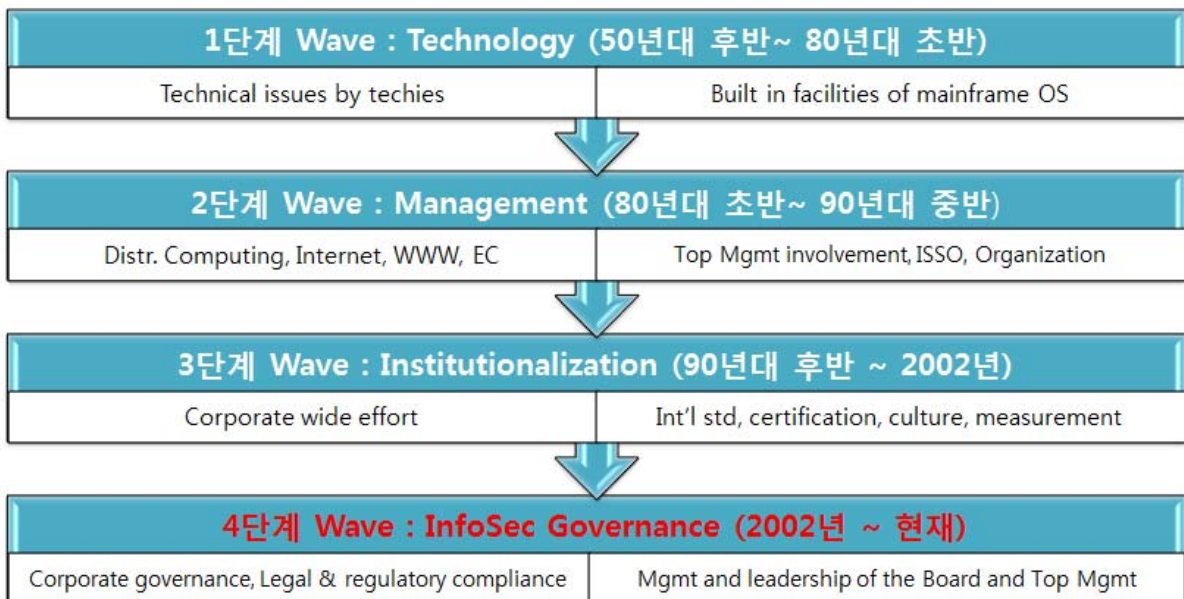 1단계 Wave : Technology (50년대 후반~ 80년대 초반)
Technical issues by techies
Built in facilities of mainframe OS
2단계 Wave : Management (80년대 초반~ 90년대 중반)
Distr. Computing, Internet, WWW, EC
Top Mgmt involvement, ISSO, Organization
3단계 Wave : Institutionalization (90년대 후반 ~ 2002년)
Corporate wide effort
Int'l std, certification, culture, measurement
4단계 Wave : InfoSec Governance (2002년 ~ 현재)
Corporate governance, Legal & regulatory compliance
Mgmt and leadership of the Board and Top Mgmt